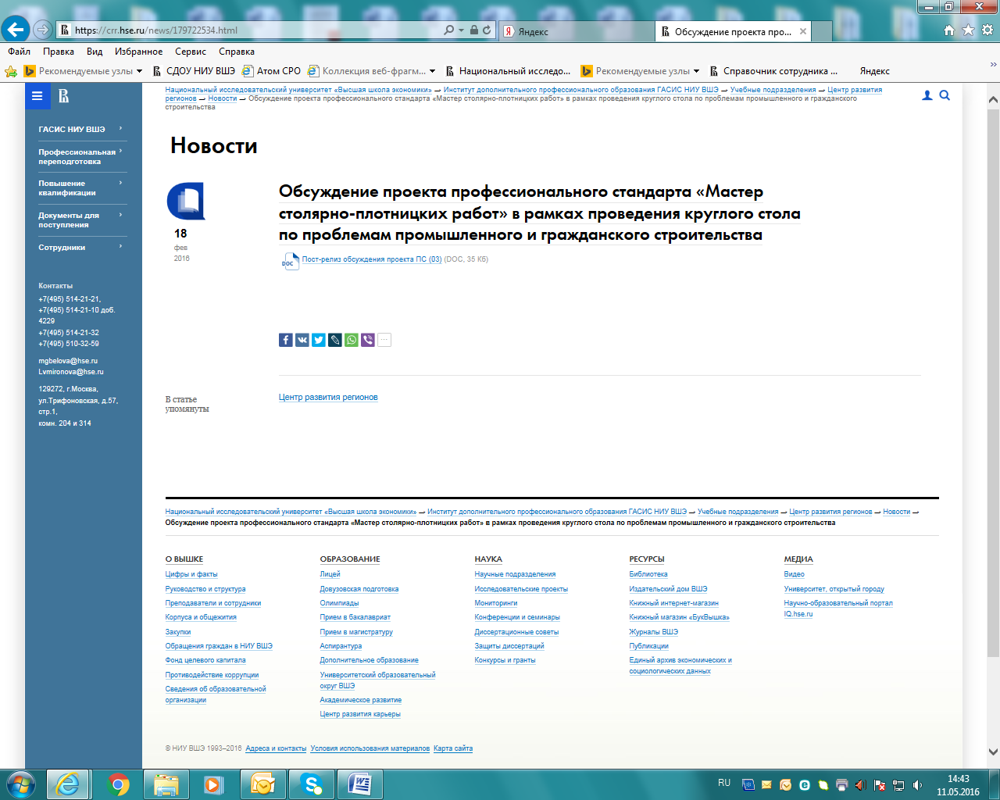 https://crr.hse.ru/news/179722534.html
Яндекс
Обсуждение проекта про...
Файл Правка Вид Избранное Сервис Справка
Рекомендуемые узлы СДОУ НИУ ВШЭ Атом СРО Коллекция веб-фрагм... Национальный исследо... Рекомендуемые узлы Справочник сотрудника ... Яндекс
ГАСИС НИУ ВШЭ
Профессиональная
переподготовка
Повышение
квалификации
Документы для
поступления
Сотрудники
Контакты
+7(495) 514-21-21,
+7(495) 514-21-10 доб.
4229
+7(495) 514-21-32
+7(495) 510-32-59
mgbelova@hse.ru
Lvmironova@hse.ru
129272, г.Москва,
ул.Трифоновская, д.57,
стр.1,
комн. 204 и 314
Национальный исследовательский университет «Высшая школа экономики» → Институт дополнительного профессионального образования ГАСИС НИУ ВШЭ → Учебные подразделения → Центр развития
регионов → Новости → Обсуждение проекта профессионального стандарта «Мастер столярно-плотницких работ» в рамках проведения круглого стола по проблемам промышленного и гражданского
строительства
Новости
18
фев
2016
Обсуждение проекта профессионального стандарта «Мастер
столярно-плотницких работ» в рамках проведения круглого стола
по проблемам промышленного и гражданского строительства
DOC Пост-релиз обсуждения проекта ПС (03) (DOC, 35 Кб)
В статье
упомянуты
Центр развития регионов
Национальный исследовательский университет «Высшая школа экономики» → Институт дополнительного профессионального образования ГАСИС НИУ ВШЭ → Учебные подразделения → Центр развития регионов → Новости →
Обсуждение проекта профессионального стандарта «Мастер столярно-плотницких работ» в рамках проведения круглого стола по проблемам промышленного и гражданского строительства
О ВЫШКЕ
Цифры и факты
Руководство и структура
Преподаватели и сотрудники
Корпуса и общежития
Закупки
Обращения граждан в НИУ ВШЭ
Фонд целевого капитала
Противодействие коррупции
Сведения об образовательной
организации
ОБРАЗОВАНИЕ
Лицей
Довузовская подготовка
Олимпиады
Прием в бакалавриат
Прием в магистратуру
Аспирантура
Дополнительное образование
Университетский образовательный
округ ВШЭ
Академическое развитие
Центр развития карьеры
НАУКА
Научные подразделения
Исследовательские проекты
Мониторинги
Конференции и семинары
Диссертационные советы
Защиты диссертаций
Конкурсы и гранты
РЕСУРСЫ
Библиотека
Издательский дом ВШЭ
Книжный интернет-магазин
Книжный магазин «БукВышка»
Журналы ВШЭ
Публикации
Единый архив экономических и
социологических данных
МЕДИА
Видео
Университет, открытый городу
Научно-образовательный портал
IQ.hse.ru
© НИУ ВШЭ 1993–2016 Адреса и контакты Условия использования материалов Карта сайта
RU
14:43
11.05.2016